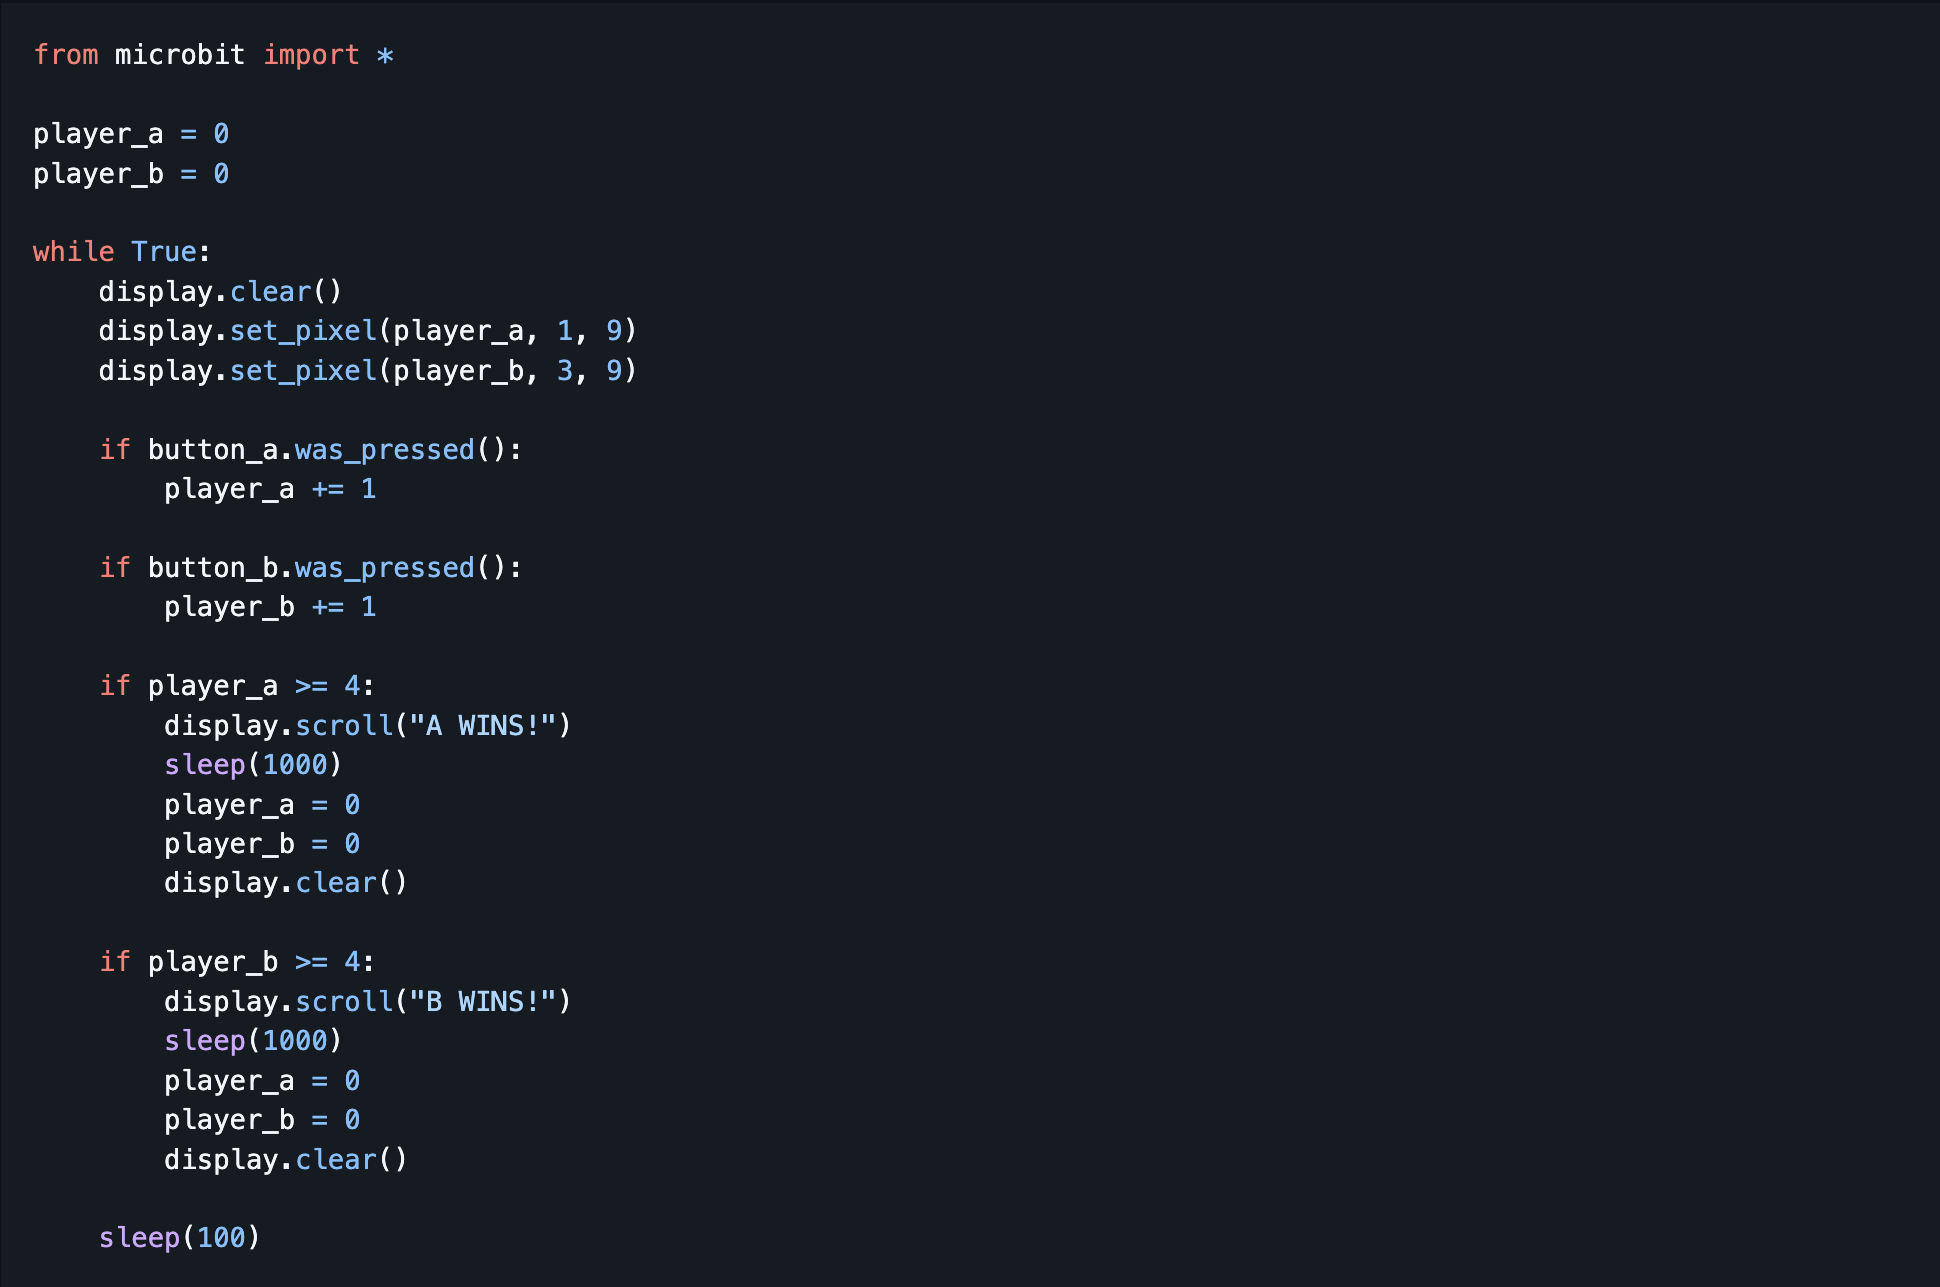 from microbit import *

player_a = 0
player_b = 0

while True:
    display.clear()
    display.set_pixel(player_a, 1, 9)
    display.set_pixel(player_b, 3, 9)

    if button_a.was_pressed():
        player_a += 1

    if button_b.was_pressed():
        player_b += 1

    if player_a >= 4:
        display.scroll("A WINS!")
        sleep(1000)
        player_a = 0
        player_b = 0
        display.clear()

    if player_b >= 4:
        display.scroll("B WINS!")
        sleep(1000)
        player_a = 0
        player_b = 0
        display.clear()

    sleep(100)